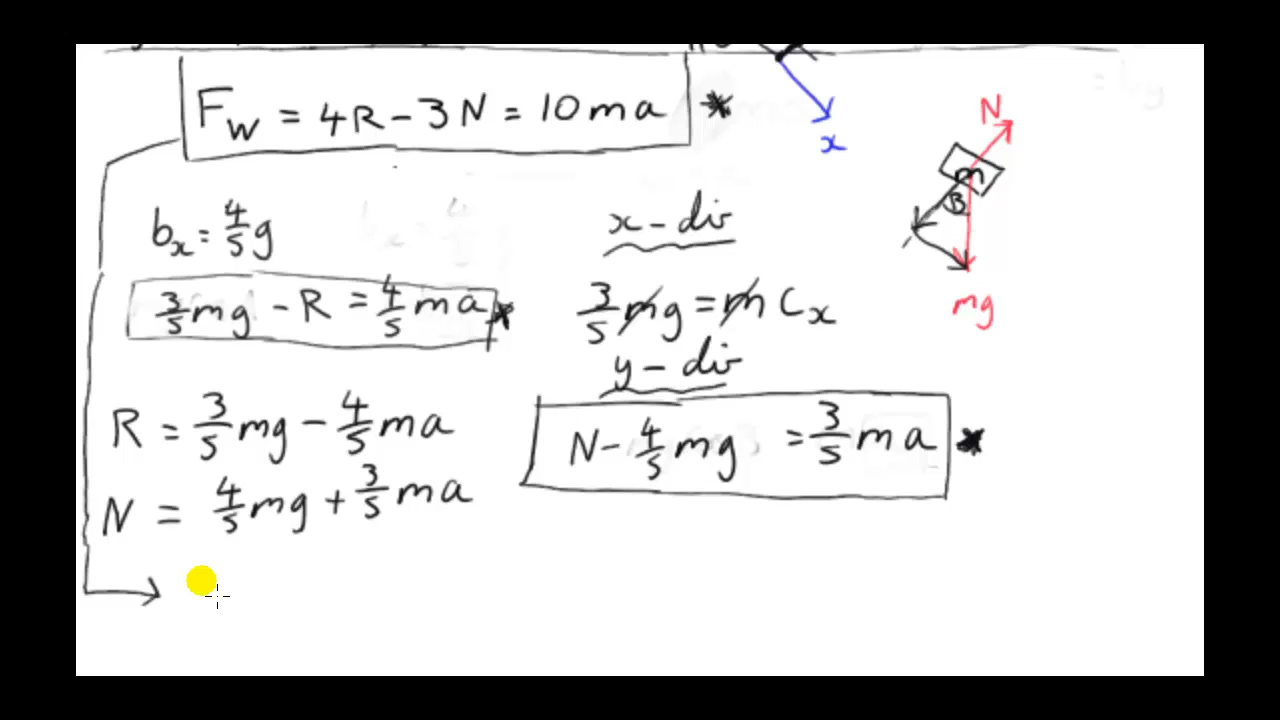 F_W = 4R - 3N = 10ma *
x
N
m
β
mg
b_x = 4/5 g
3/5 mg - R = 4/5 ma *
x - dir
3/5 mg = m c_x
y - dir
N - 4/5 mg = 3/5 ma *
R = 3/5 mg - 4/5 ma
N = 4/5 mg + 3/5 ma